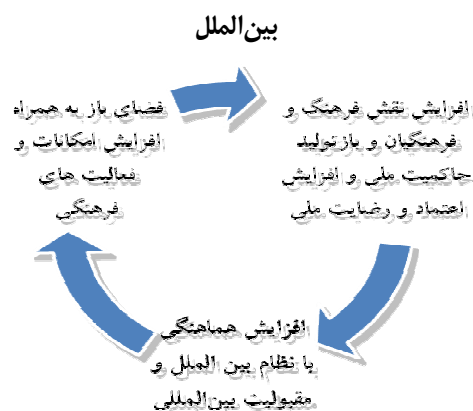 بین‌الملل
افزایش نقش فرهنگ و
فرهنگیان و بازتولید
حاکمیت ملی و افزایش
اعتماد و رضایت ملی
افزایش هماهنگی
با نظام بین الملل و
مقبولیت بین‌المللی
فضای باز به همراه
افزایش امکانات و
فعالیت های
فرهنگی